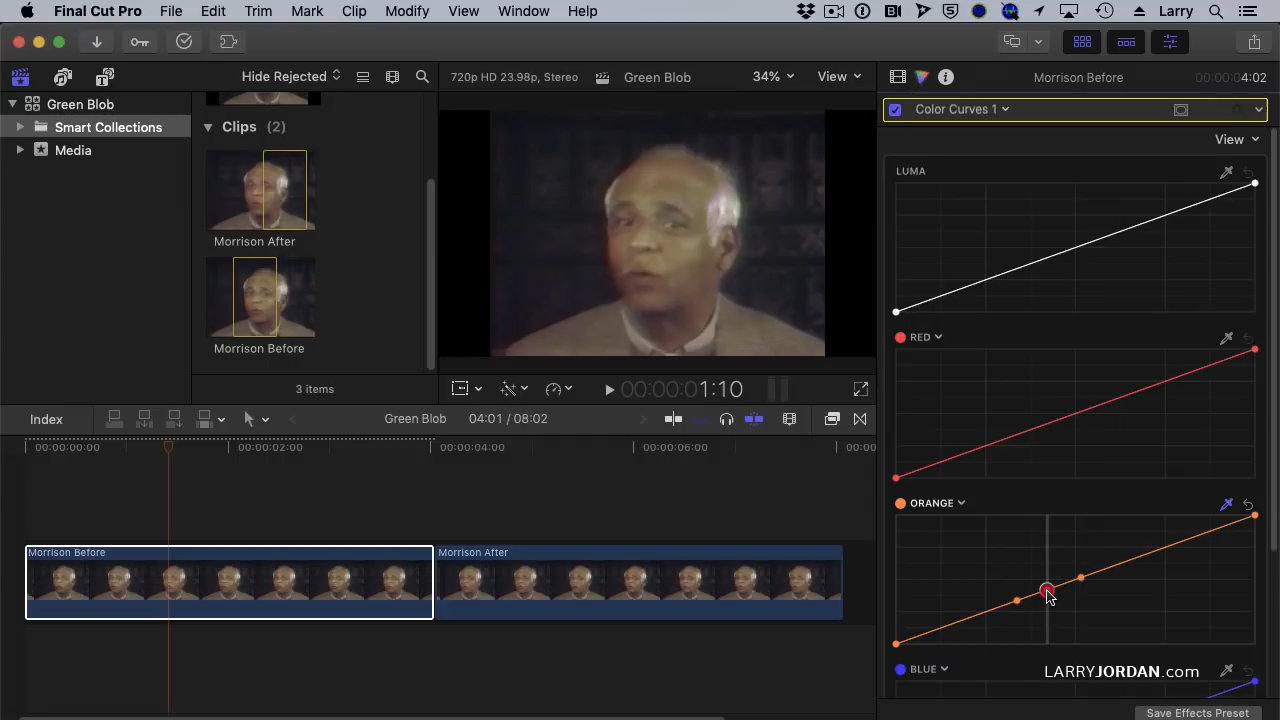 Final Cut Pro File Edit Trim Mark Clip Modify View Window Help Larry
Hide Rejected
720p HD 23.98p, Stereo Green Blob 34% View
Morrison Before 00:00:00:04:02
Green Blob
Smart Collections
Media
Clips (2)
Morrison After
Morrison Before
3 items
Color Curves 1
View
LUMA
RED
ORANGE
BLUE
00:00:00:01:10
Index
Green Blob 04:01 / 08:02
00:00:00:00 00:00:02:00 00:00:04:00 00:00:06:00 00:00
Morrison Before Morrison After
LARRYJORDAN.com
Save Effects Preset